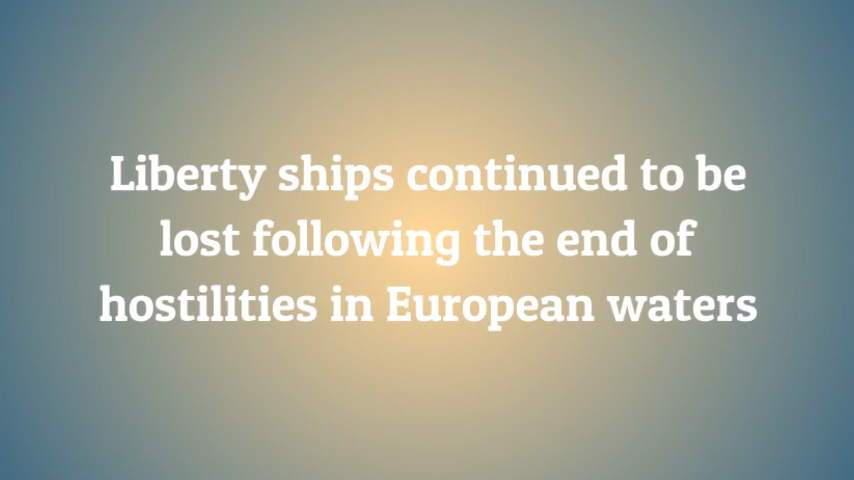 Liberty ships continued to be
lost following the end of
hostilities in European waters